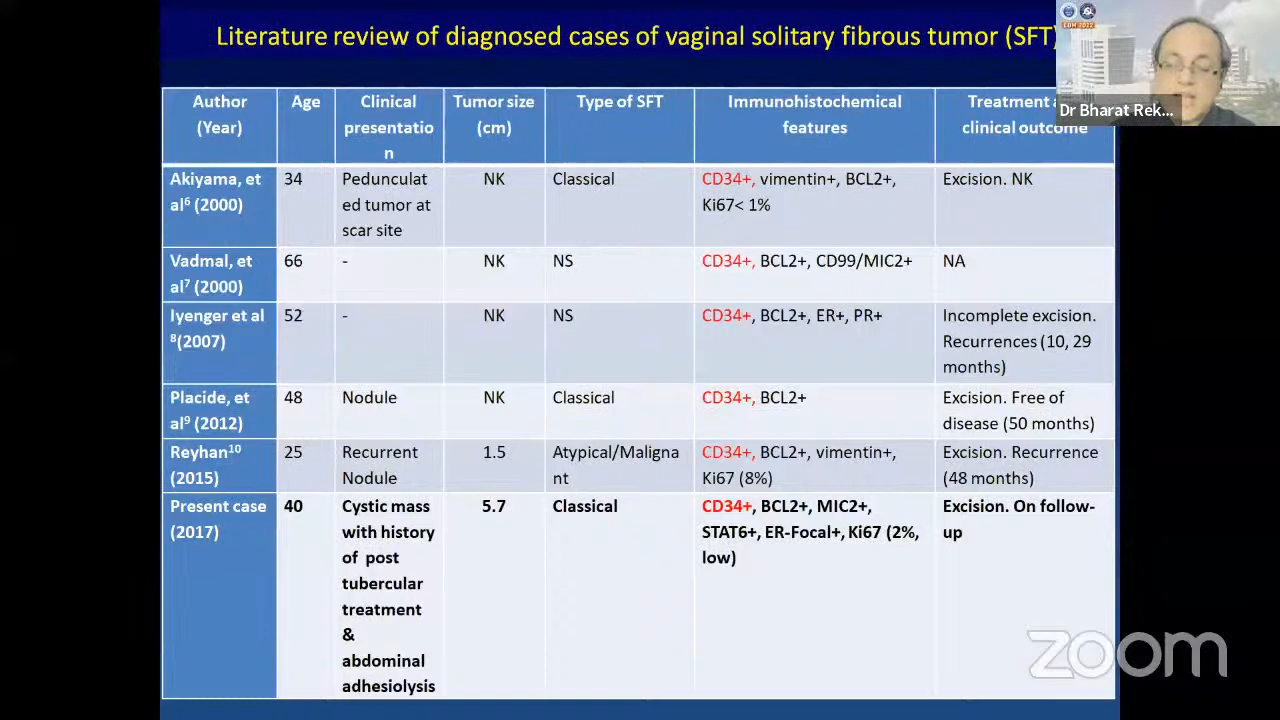 Literature review of diagnosed cases of vaginal solitary fibrous tumor (SFT)
Dr Bharat Rek...
Author (Year) Age Clinical presentation Tumor size (cm) Type of SFT Immunohistochemical features Treatment a clinical outcome
Akiyama, et al6 (2000) 34 Pedunculated tumor at scar site NK Classical CD34+, vimentin+, BCL2+, Ki67< 1% Excision. NK
Vadmal, et al7 (2000) 66 - NK NS CD34+, BCL2+, CD99/MIC2+ NA
Iyenger et al 8(2007) 52 - NK NS CD34+, BCL2+, ER+, PR+ Incomplete excision. Recurrences (10, 29 months)
Placide, et al9 (2012) 48 Nodule NK Classical CD34+, BCL2+ Excision. Free of disease (50 months)
Reyhan10 (2015) 25 Recurrent Nodule 1.5 Atypical/Malignant CD34+, BCL2+, vimentin+, Ki67 (8%) Excision. Recurrence (48 months)
Present case (2017) 40 Cystic mass with history of post tubercular treatment & abdominal adhesiolysis 5.7 Classical CD34+, BCL2+, MIC2+, STAT6+, ER-Focal+, Ki67 (2%, low) Excision. On follow-up
zoom